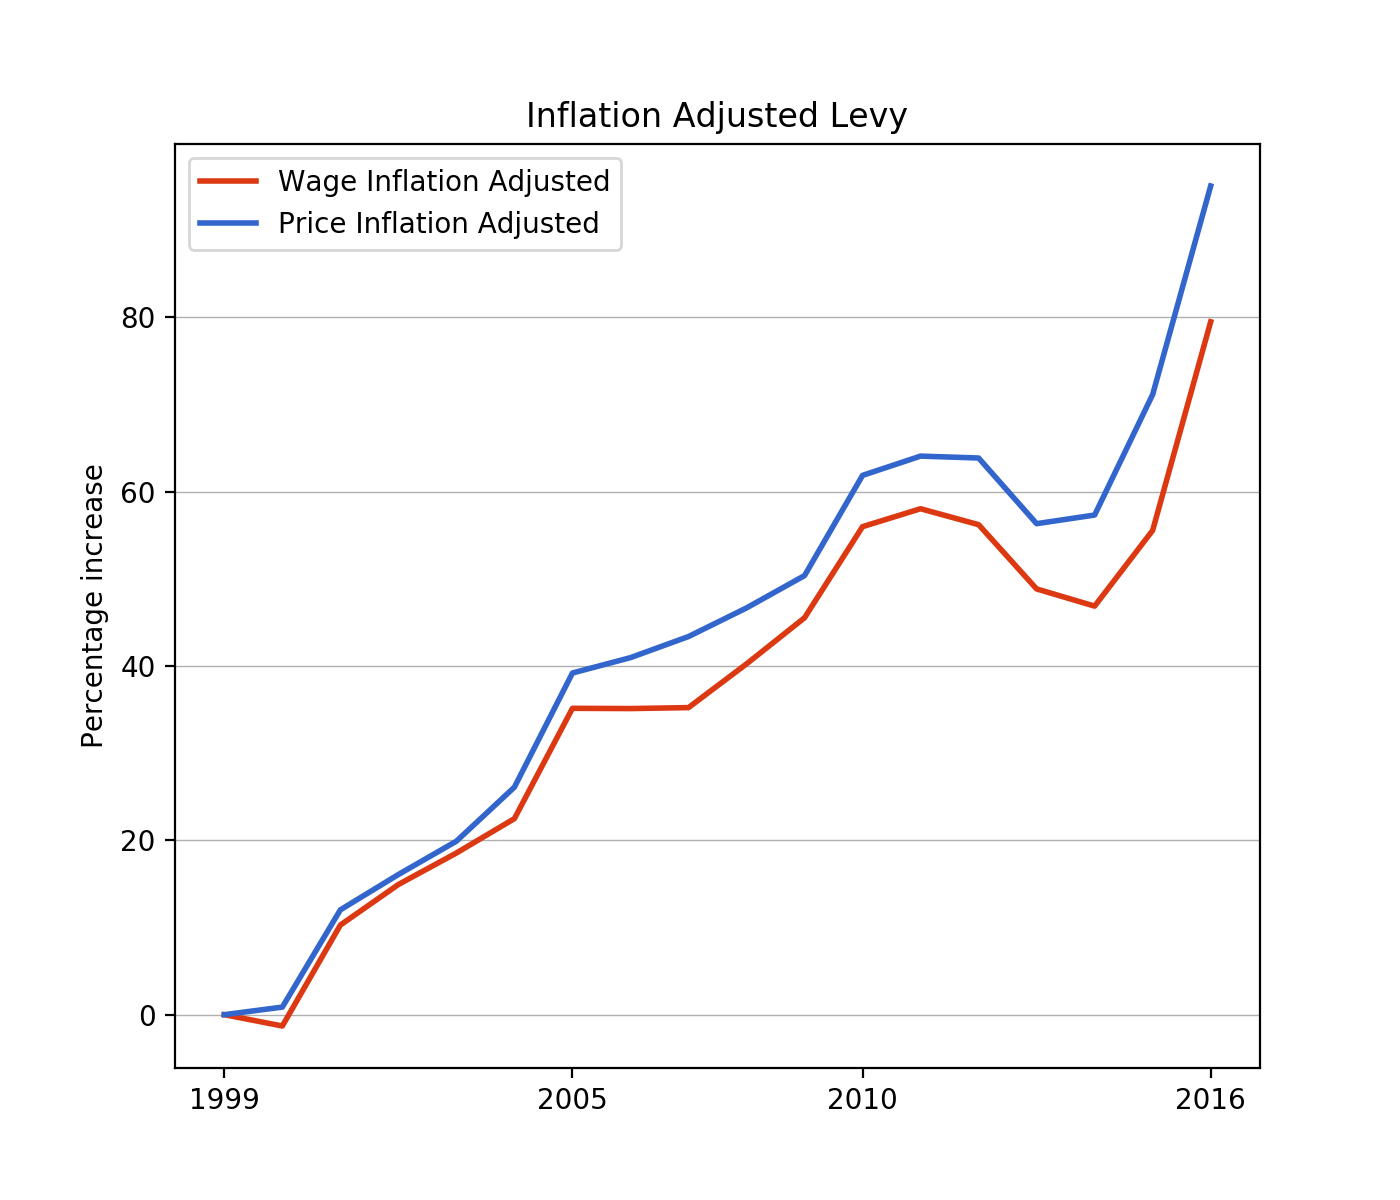 Inflation Adjusted Levy
Wage Inflation Adjusted
Price Inflation Adjusted
Percentage increase
80
60
40
20
0
1999 2005 2010 2016